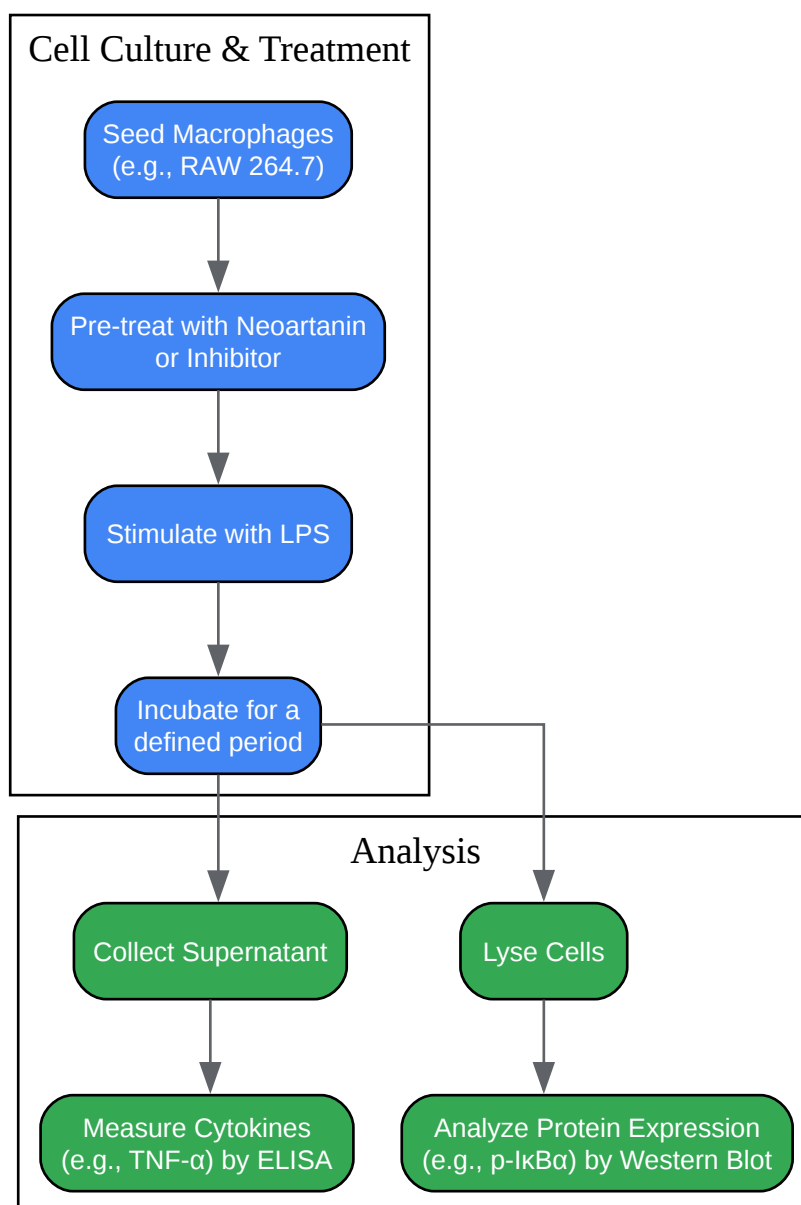 Cell Culture & Treatment
Seed Macrophages
(e.g., RAW 264.7)
Pre-treat with Neoartanin
or Inhibitor
Stimulate with LPS
Incubate for a
defined period
Analysis
Collect Supernatant
Lyse Cells
Measure Cytokines
(e.g., TNF-α) by ELISA
Analyze Protein Expression
(e.g., p-IκBα) by Western Blot